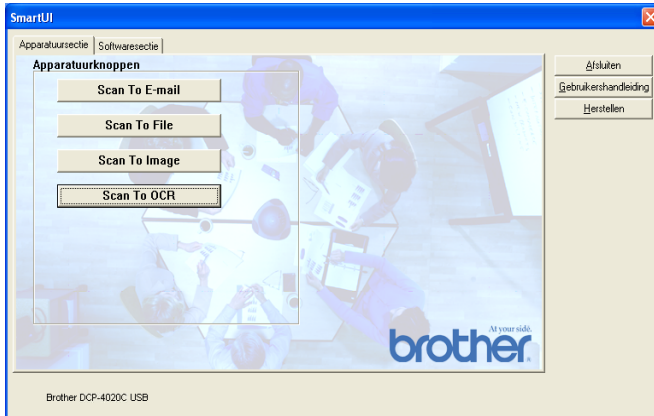 SmartUI
Apparatuursectie Softwaresectie
Apparatuurknoppen
Scan To E-mail
Scan To File
Scan To Image
Scan To OCR
Afsluiten
Gebruikershandleiding
Herstellen
At your side.
brother
Brother DCP-4020C USB